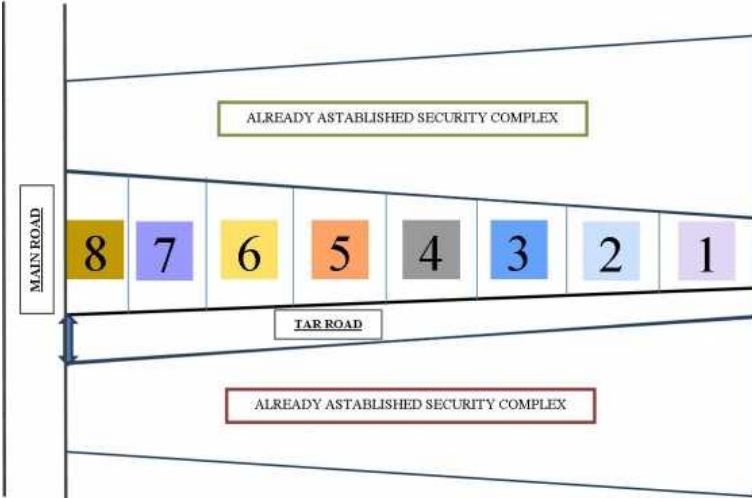 ALREADY ASTABLISHED SECURITY COMPLEX
MAIN ROAD
8 7 6 5 4 3 2 1
TAR ROAD
ALREADY ASTABLISHED SECURITY COMPLEX